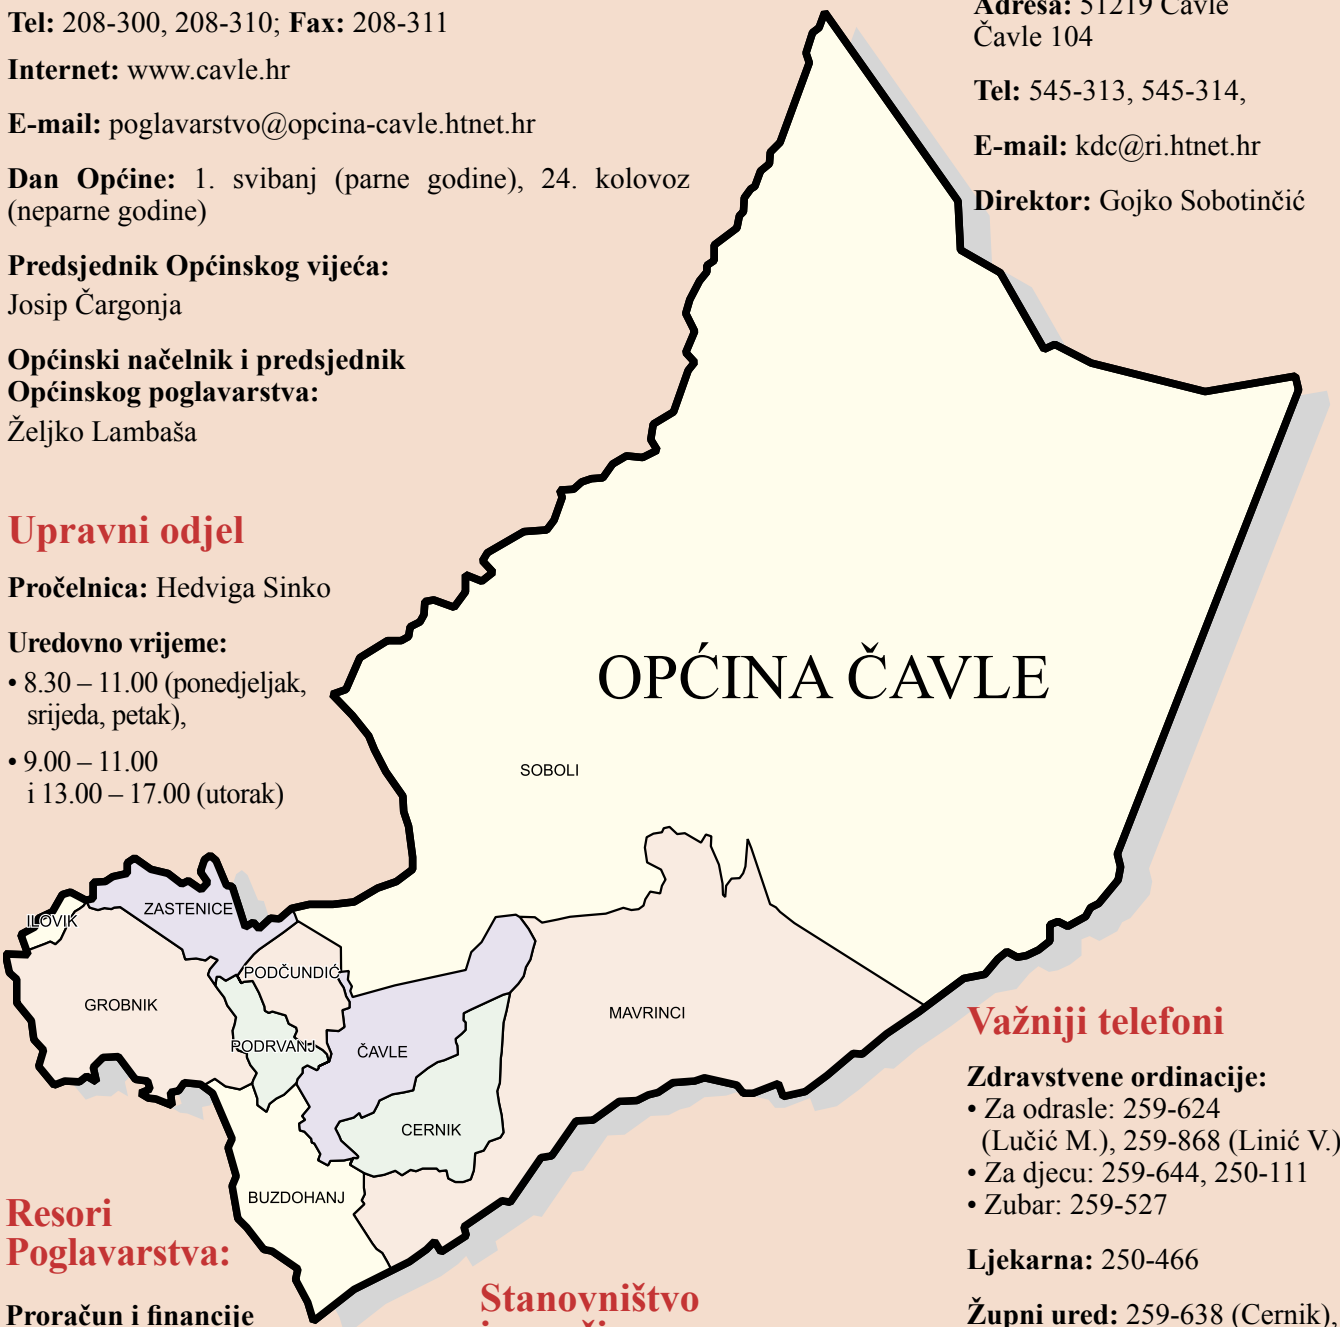 Tel: 208-300, 208-310; Fax: 208-311
Internet: www.cavle.hr
E-mail: poglavarstvo@opcina-cavle.htnet.hr
Dan Općine: 1. svibanj (parne godine), 24. kolovoz
(neparne godine)
Predsjednik Općinskog vijeća:
Josip Čargonja
Općinski načelnik i predsjednik
Općinskog poglavarstva:
Željko Lambaša
Upravni odjel
Pročelnica: Hedviga Sinko
Uredovno vrijeme:
• 8.30 – 11.00 (ponedjeljak,
srijeda, petak),
• 9.00 – 11.00
i 13.00 – 17.00 (utorak)
Adresa: 51219 Čavle
Čavle 104
Tel: 545-313, 545-314,
E-mail: kdc@ri.htnet.hr
Direktor: Gojko Sobotinčić
OPĆINA ČAVLE
SOBOLI
ILOVIK
ZASTENICE
PODČUNDIĆ
GROBNIK
MAVRINCI
PODRVANJ
ČAVLE
CERNIK
BUZDOHANJ
Resori
Poglavarstva:
Proračun i financije
Stanovništvo
Važniji telefoni
Zdravstvene ordinacije:
• Za odrasle: 259-624
(Lučić M.), 259-868 (Linić V.)
• Za djecu: 259-644, 250-111
• Zubar: 259-527
Ljekarna: 250-466
Župni ured: 259-638 (Cernik),